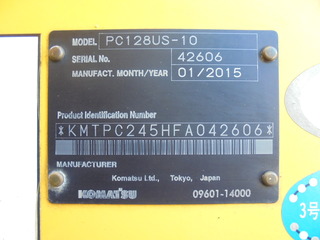 MODEL PC128US-10
SERIAL No. 42606
MANUFACT. MONTH/YEAR 01/2015
Product Identification Number
*KMTPC245HFA042606*
MANUFACTURER
Komatsu Ltd., Tokyo, Japan
KOMATSU 09601-14000
3号